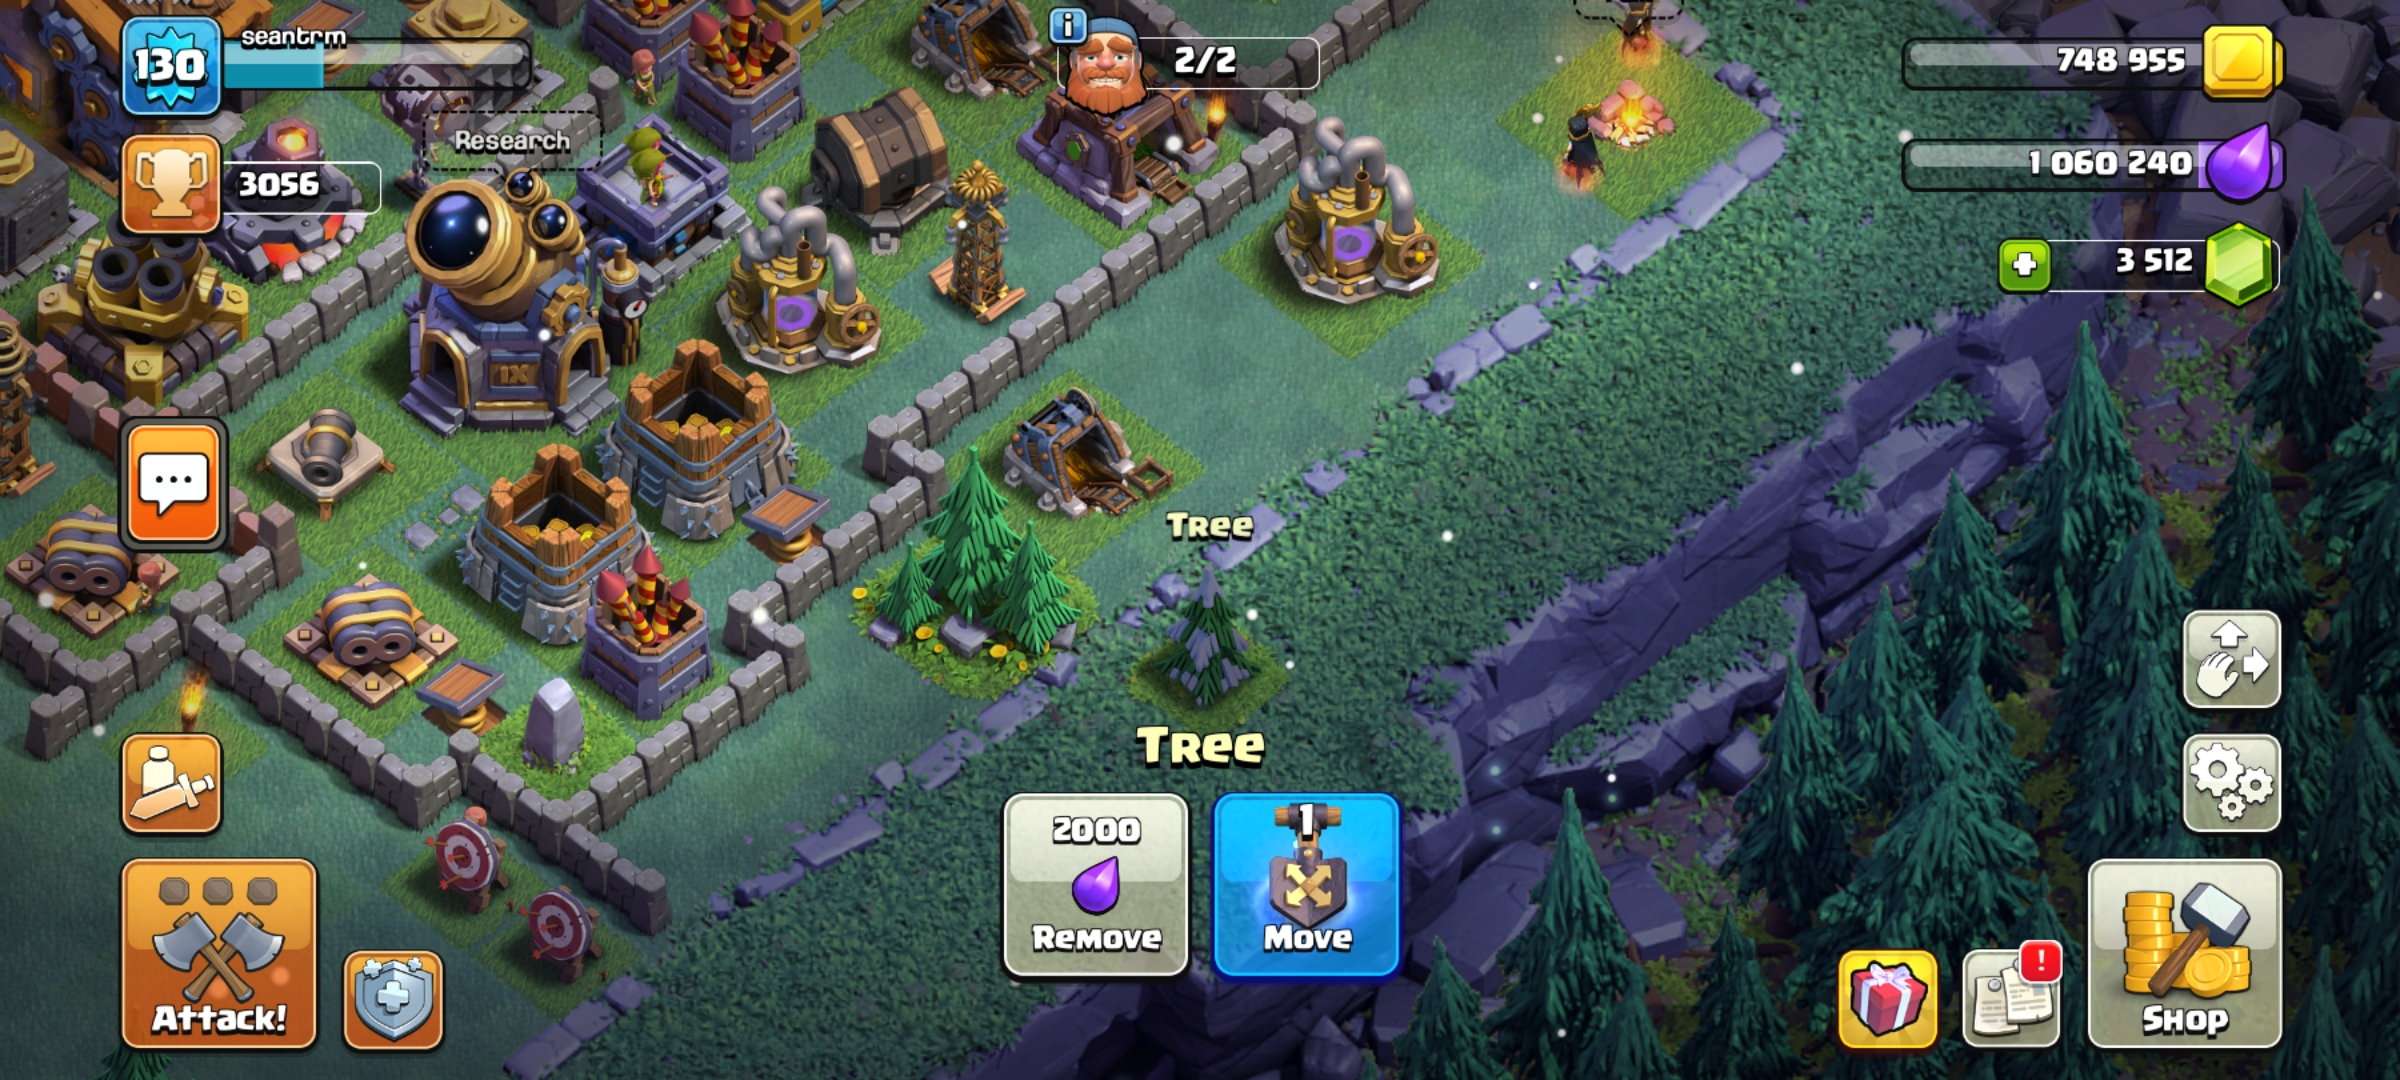 130
seantrm
2/2
748 955
Research
3056
1 060 240
3 512
IX
Tree
Tree
2000
Remove
1
Move
Attack!
!
Shop